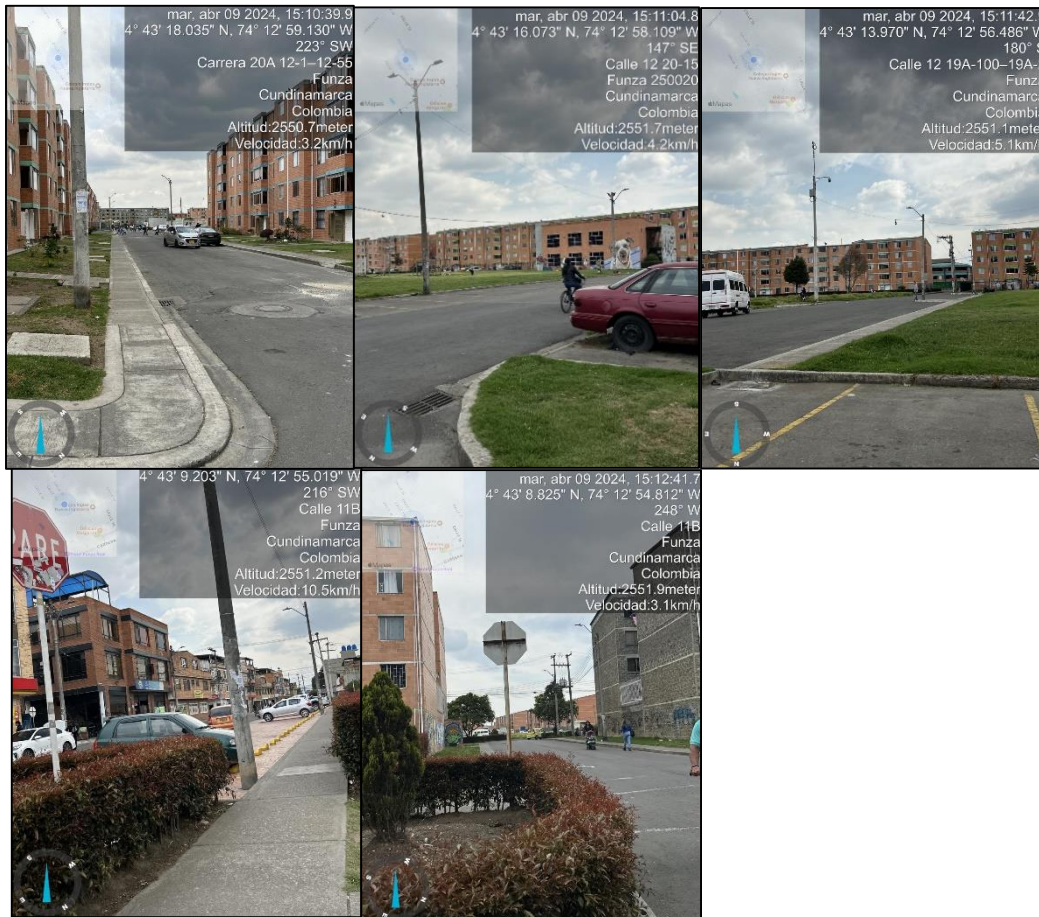 mar, abr 09 2024, 15:10:39.9
4° 43' 18.035" N, 74° 12' 59.130" W
223° SW
Carrera 20A 12-1–12-55
Funza
Cundinamarca
Colombia
Altitud:2550.7meter
Velocidad:3.2km/h
mar, abr 09 2024, 15:11:04.8
4° 43' 16.073" N, 74° 12' 58.109" W
147° SE
Calle 12 20-15
Funza 250020
Cundinamarca
Colombia
Altitud:2551.7meter
Velocidad:4.2km/h
mar, abr 09 2024, 15:11:42.
4° 43' 13.970" N, 74° 12' 56.486" W
180° S
Calle 12 19A-100–19A-
Funza
Cundinamarca
Colombia
Altitud:2551.1meter
Velocidad:5.1km/h
4° 43' 9.203" N, 74° 12' 55.019" W
216° SW
Calle 11B
Funza
Cundinamarca
Colombia
Altitud:2551.2meter
Velocidad:10.5km/h
PARE
mar, abr 09 2024, 15:12:41.7
4° 43' 8.825" N, 74° 12' 54.812" W
248° W
Calle 11B
Funza
Cundinamarca
Colombia
Altitud:2551.9meter
Velocidad:3.1km/h